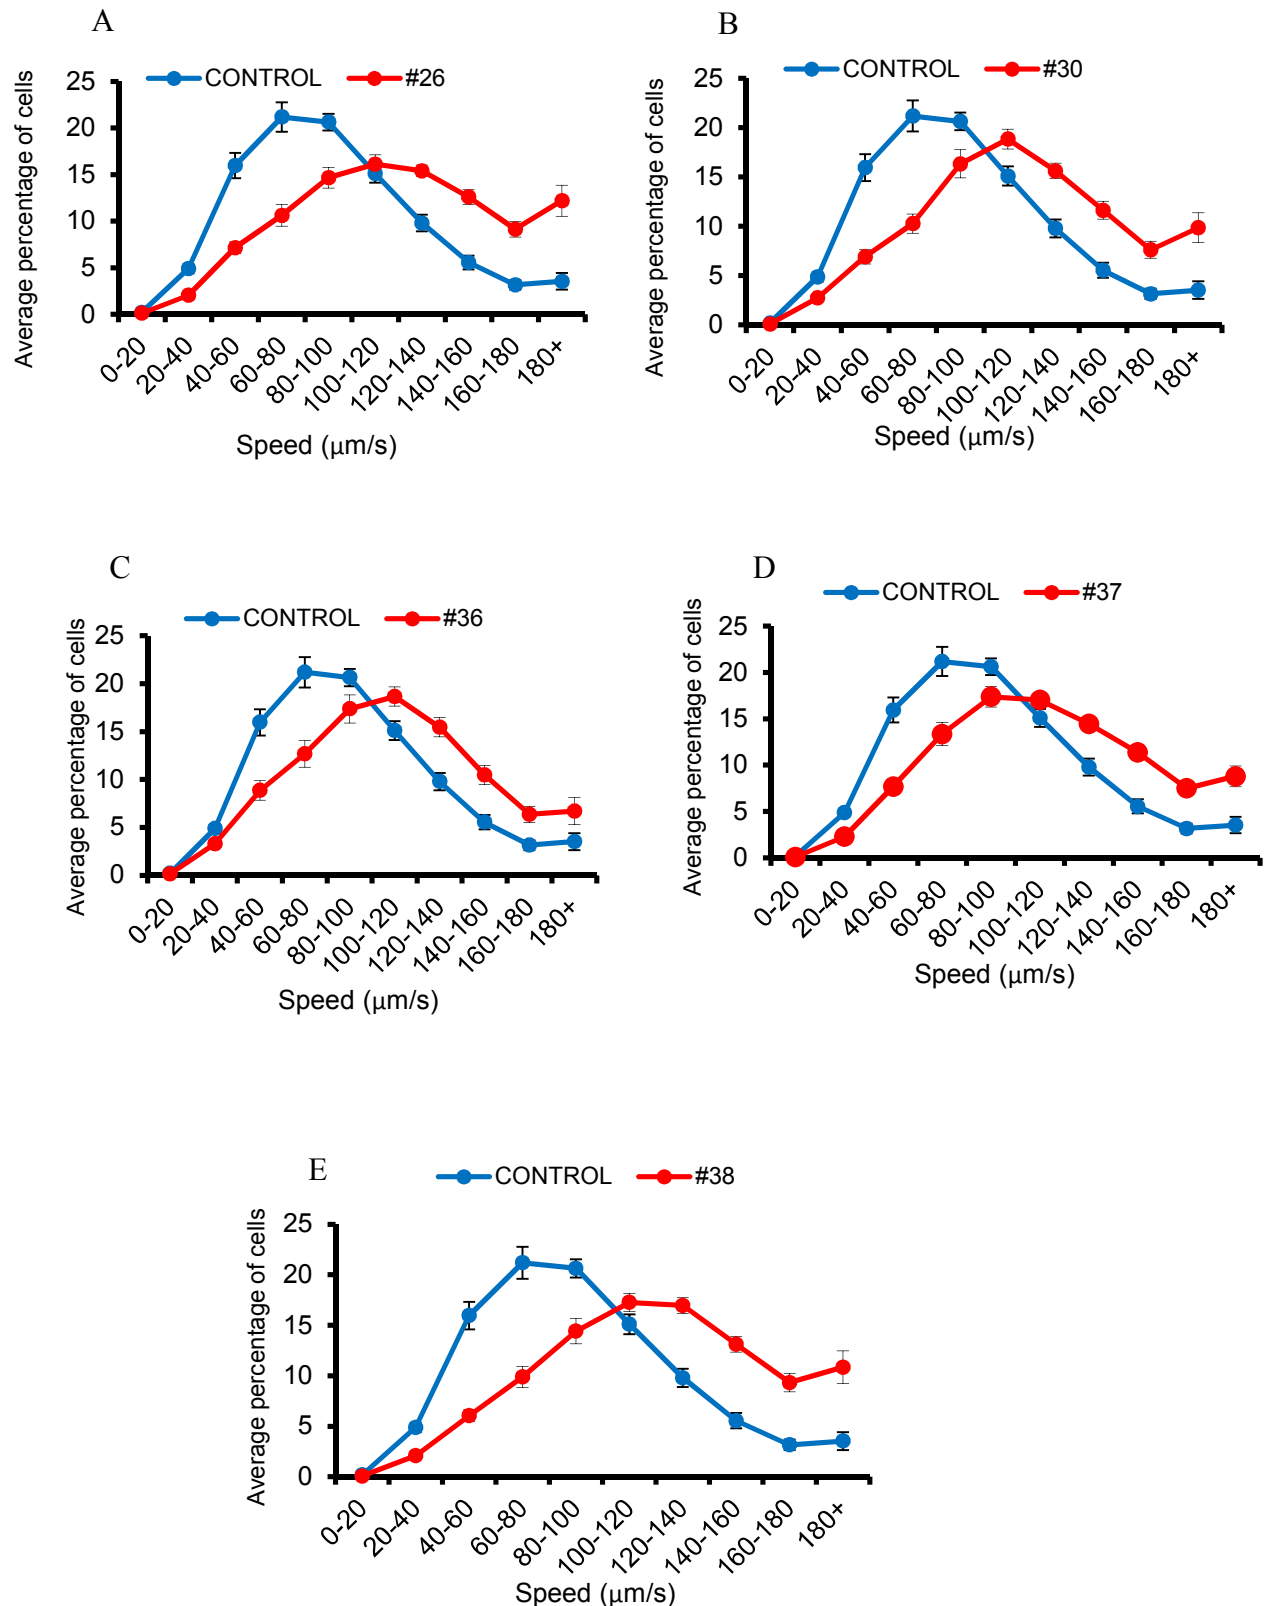 A
CONTROL #26
Average percentage of cells
25
20
15
10
5
0
0-20 20-40 40-60 60-80 80-100 100-120 120-140 140-160 160-180 180+
Speed (µm/s)
B
CONTROL #30
Average percentage of cells
25
20
15
10
5
0
0-20 20-40 40-60 60-80 80-100 100-120 120-140 140-160 160-180 180+
Speed (µm/s)
C
CONTROL #36
Average percentage of cells
25
20
15
10
5
0
0-20 20-40 40-60 60-80 80-100 100-120 120-140 140-160 160-180 180+
Speed (µm/s)
D
CONTROL #37
Average percentage of cells
25
20
15
10
5
0
0-20 20-40 40-60 60-80 80-100 100-120 120-140 140-160 160-180 180+
Speed (µm/s)
E
CONTROL #38
Average percentage of cells
25
20
15
10
5
0
0-20 20-40 40-60 60-80 80-100 100-120 120-140 140-160 160-180 180+
Speed (µm/s)